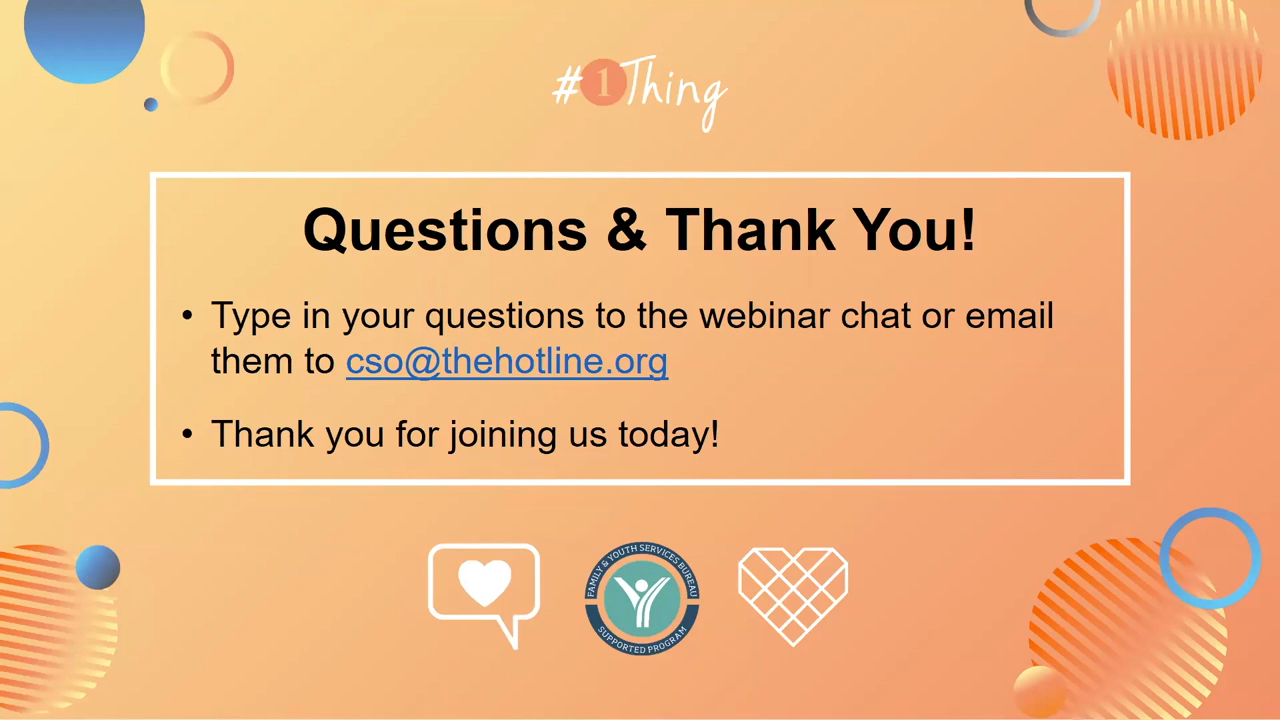 #1Thing
Questions & Thank You!
• Type in your questions to the webinar chat or email
them to cso@thehotline.org
• Thank you for joining us today!
FAMILY & YOUTH SERVICES BUREAU
SUPPORTED PROGRAM